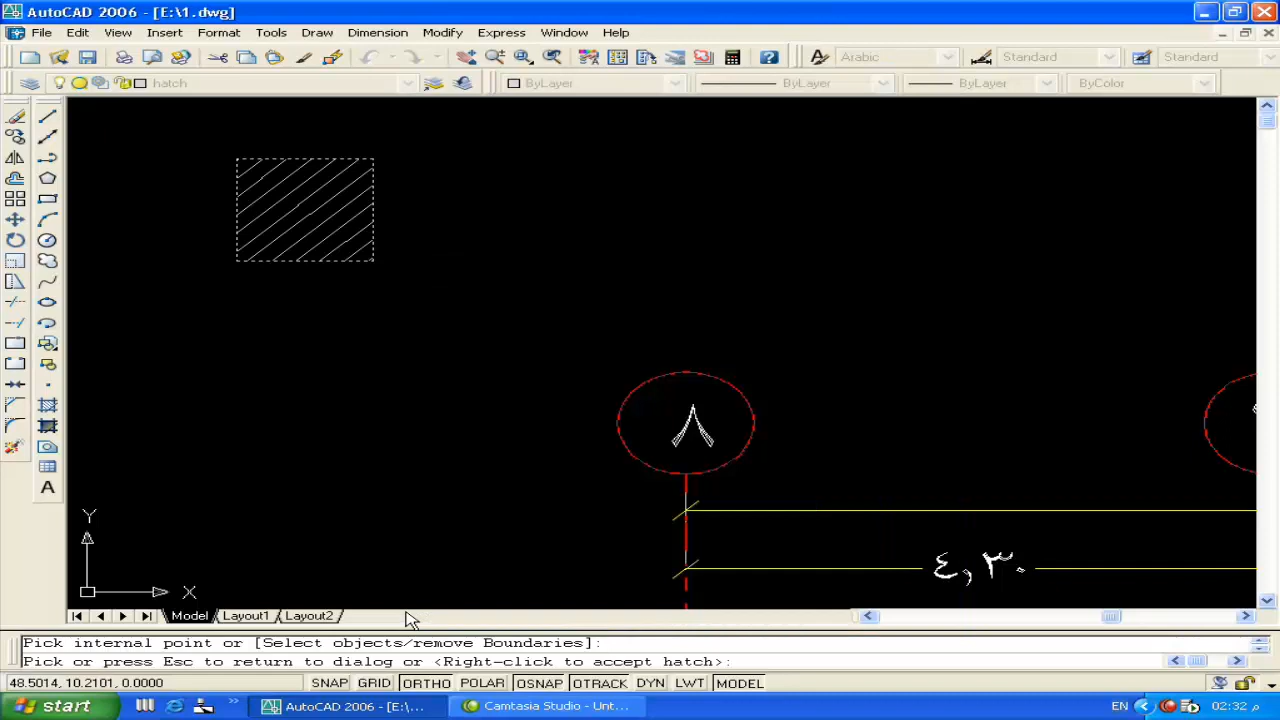 AutoCAD 2006 - [E:\1.dwg]
File Edit View Insert Format Tools Draw Dimension Modify Express Window Help
Arabic Standard Standard
hatch ByLayer ByLayer ByLayer ByColor
٨
٤,٣٠
Y
X
A
Model Layout1 Layout2
Pick internal point or [Select objects/remove Boundaries]:
Pick or press Esc to return to dialog or <Right-click to accept hatch>:
48.5014, 10.2101, 0.0000 SNAP GRID ORTHO POLAR OSNAP OTRACK DYN LWT MODEL
start AutoCAD 2006 - [E:\... Camtasia Studio - Unt... EN 02:32 م